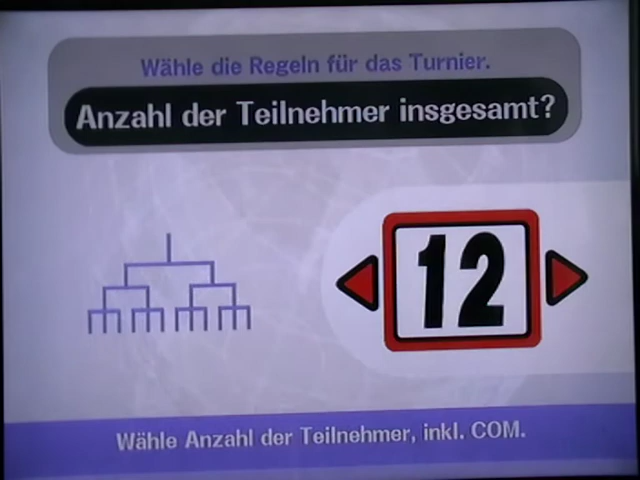 Wähle die Regeln für das Turnier.
Anzahl der Teilnehmer insgesamt?
12
Wähle Anzahl der Teilnehmer, inkl. COM.